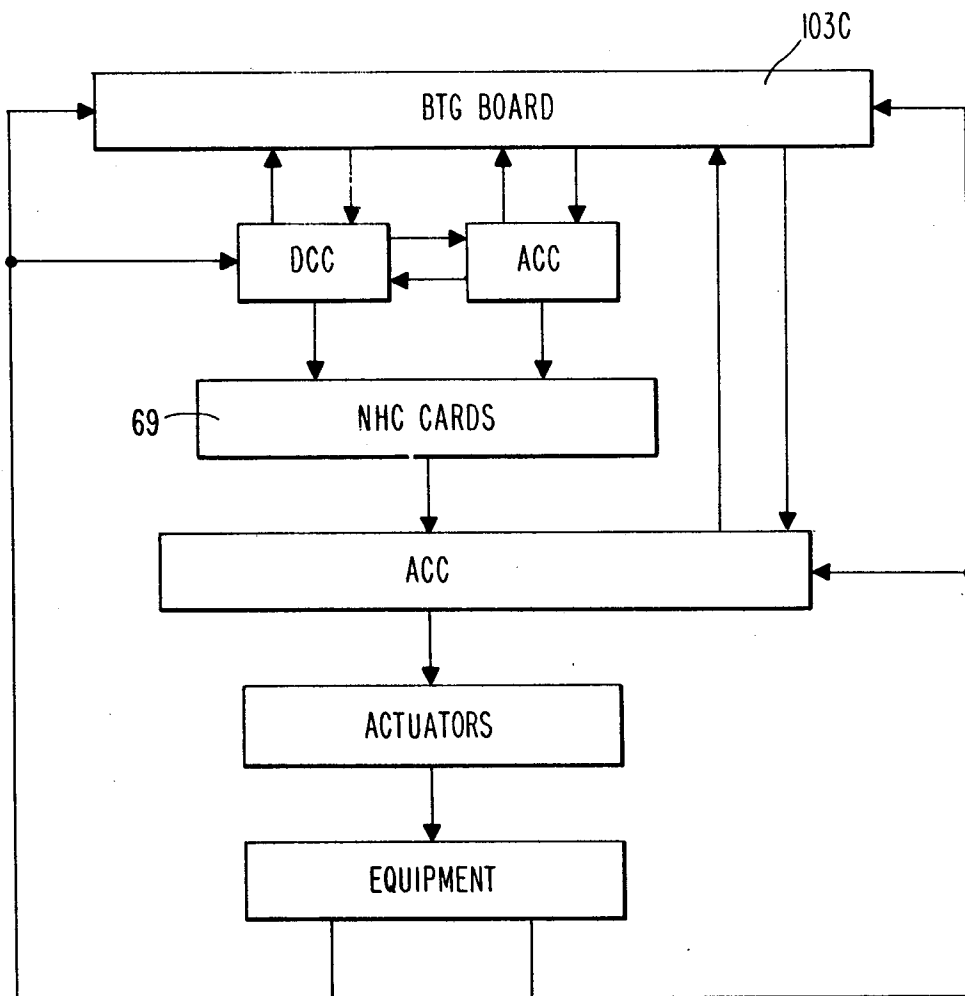 103C
BTG BOARD
DCC
ACC
69
NHC CARDS
ACC
ACTUATORS
EQUIPMENT